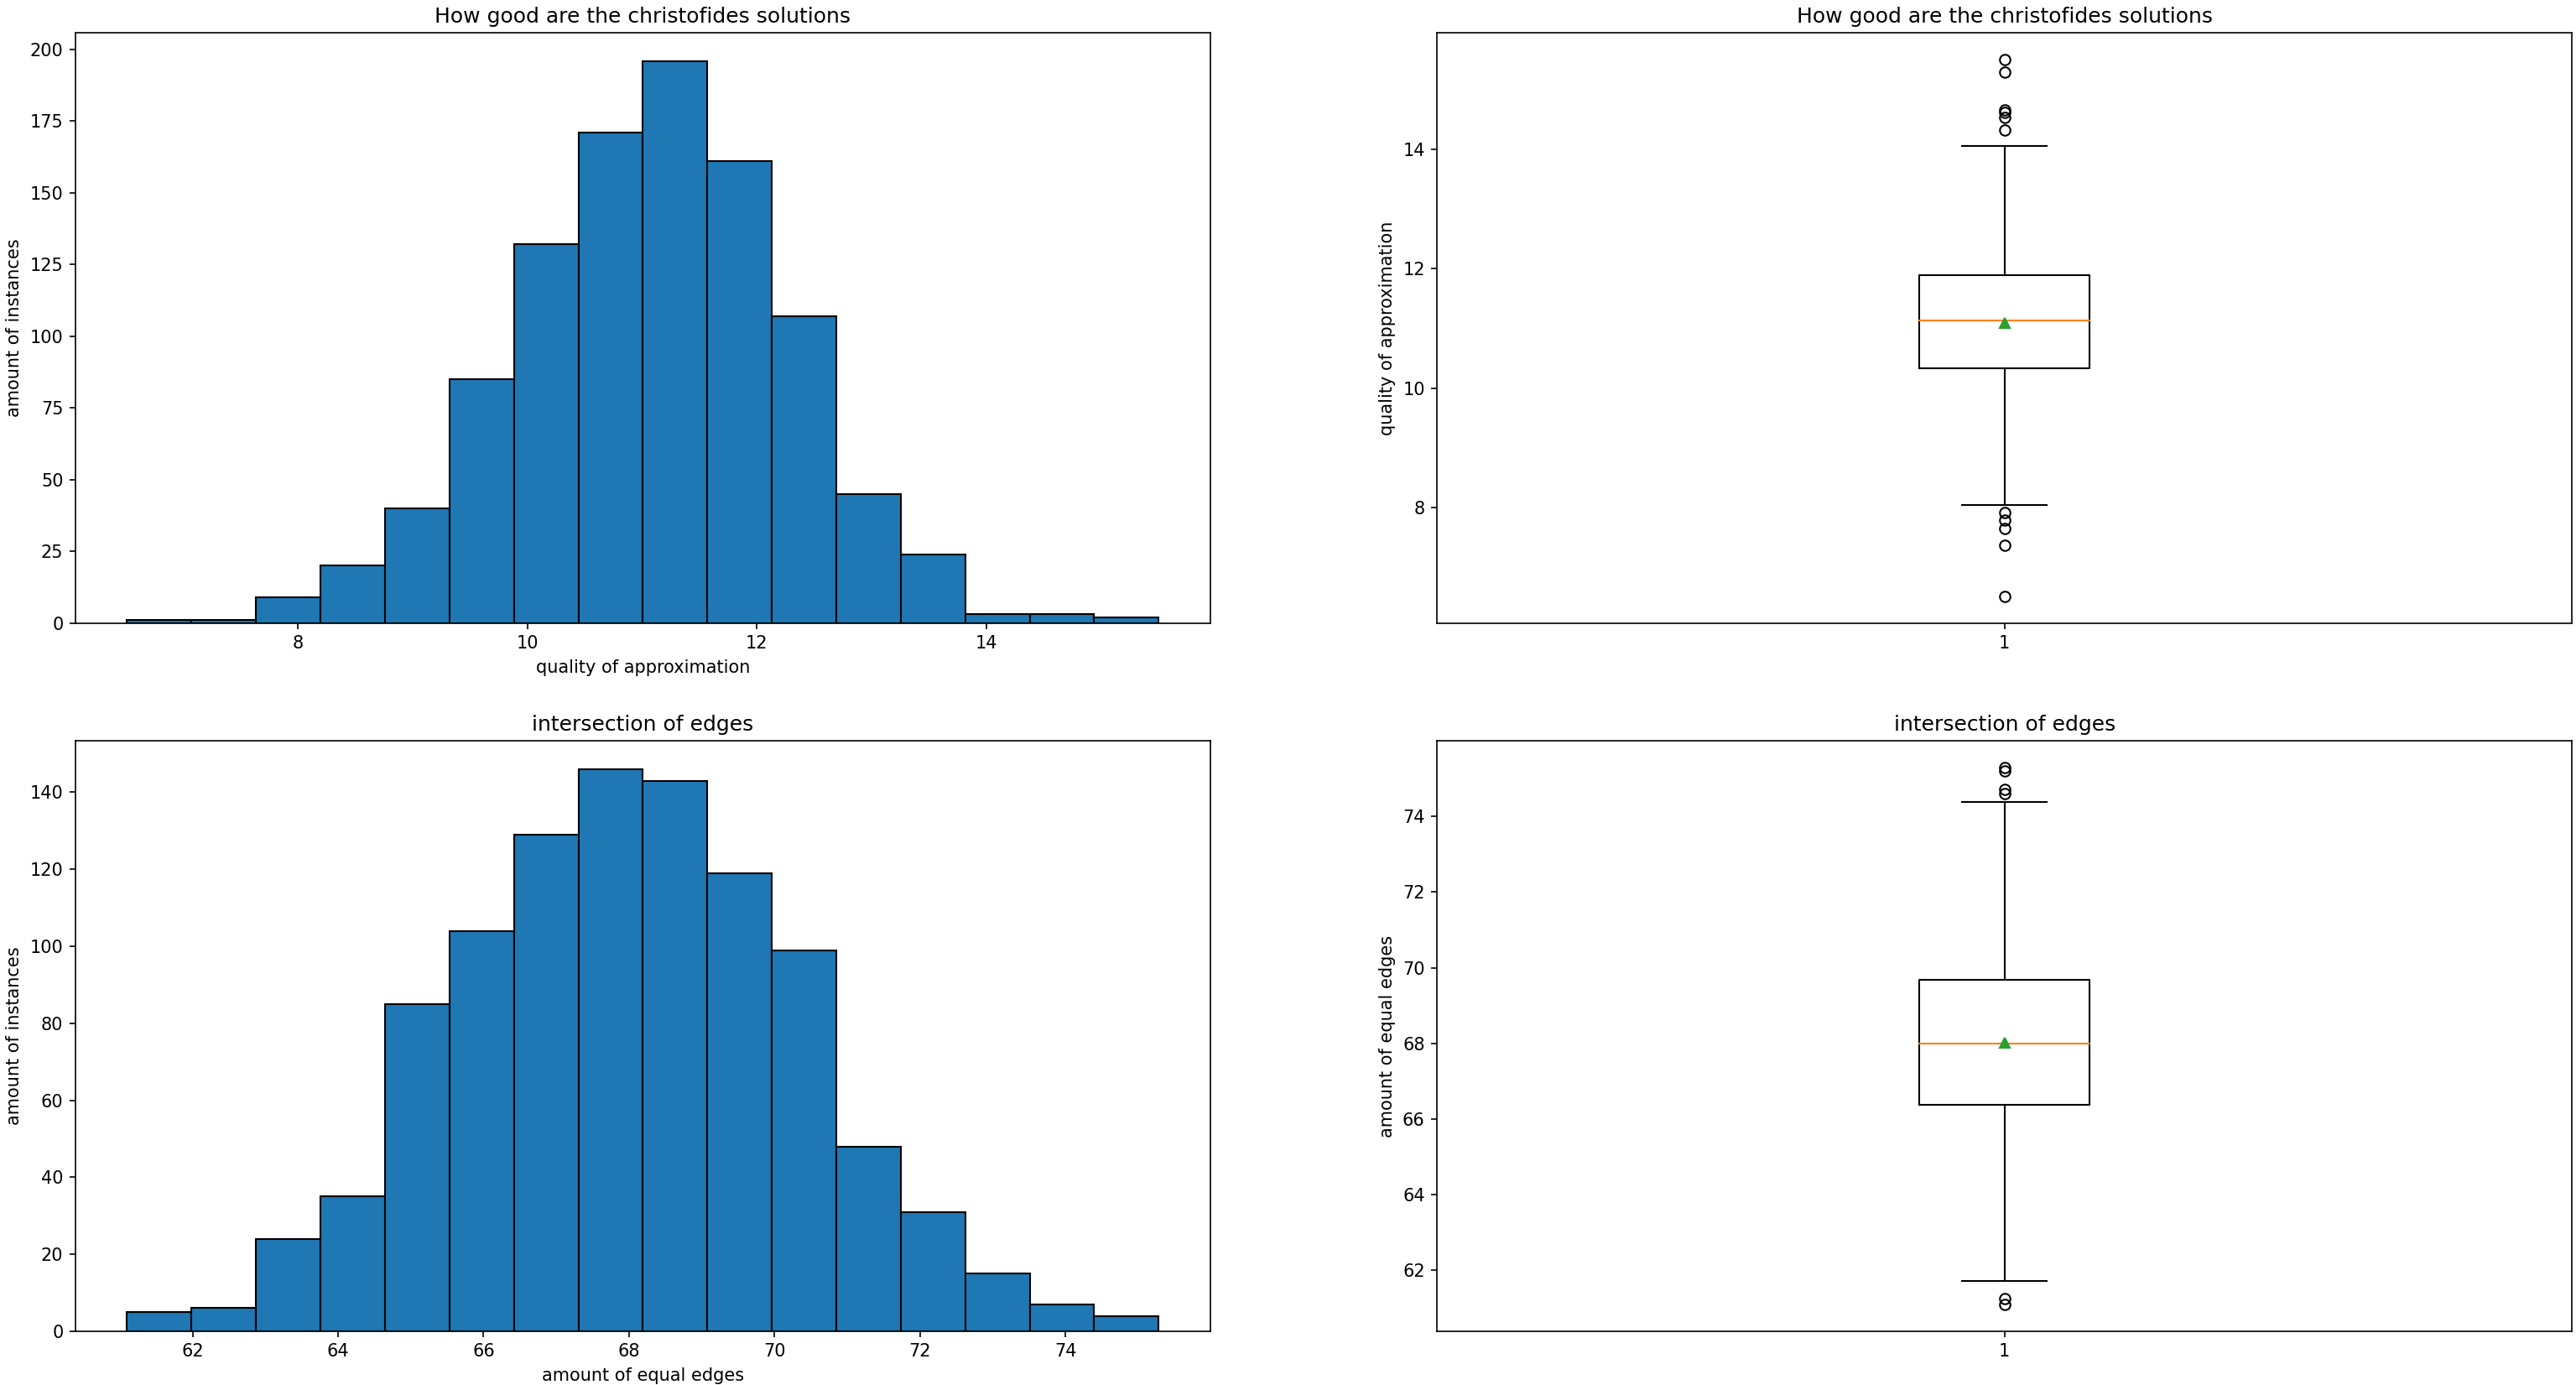 How good are the christofides solutions
200
175
150
125
100
75
50
25
0
amount of instances
8 10 12 14
quality of approximation
How good are the christofides solutions
14
12
10
8
quality of approximation
1
intersection of edges
140
120
100
80
60
40
20
0
amount of instances
62 64 66 68 70 72 74
amount of equal edges
intersection of edges
74
72
70
68
66
64
62
amount of equal edges
1